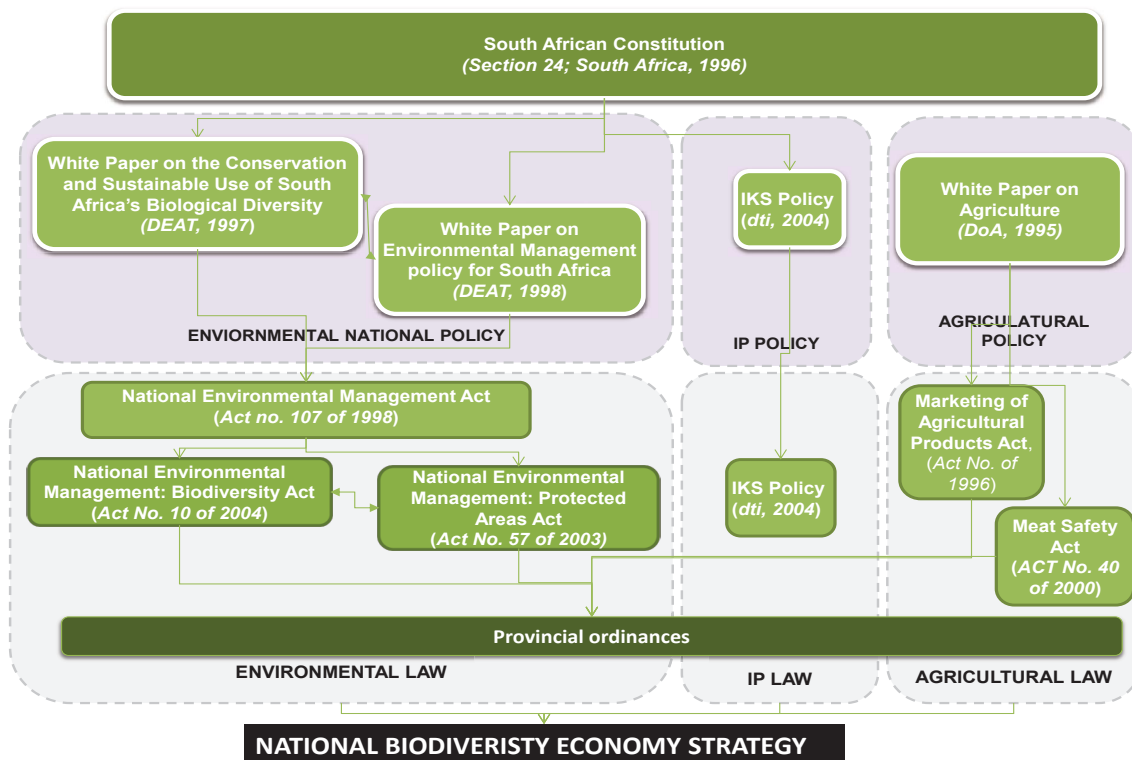 South African Constitution
(Section 24; South Africa, 1996)
White Paper on the Conservation
and Sustainable Use of South
Africa's Biological Diversity
(DEAT, 1997)
White Paper on
Environmental Management
policy for South Africa
(DEAT, 1998)
ENVIORNMENTAL NATIONAL POLICY
IKS Policy
(dti, 2004)
IP POLICY
White Paper on
Agriculture
(DoA, 1995)
AGRICULATURAL
POLICY
National Environmental Management Act
(Act no. 107 of 1998)
National Environmental
Management: Biodiversity Act
(Act No. 10 of 2004)
National Environmental
Management: Protected
Areas Act
(Act No. 57 of 2003)
IKS Policy
(dti, 2004)
Marketing of
Agricultural
Products Act,
(Act No. of
1996)
Meat Safety
Act
(ACT No. 40
of 2000)
Provincial ordinances
ENVIRONMENTAL LAW
IP LAW
AGRICULTURAL LAW
NATIONAL BIODIVERISTY ECONOMY STRATEGY